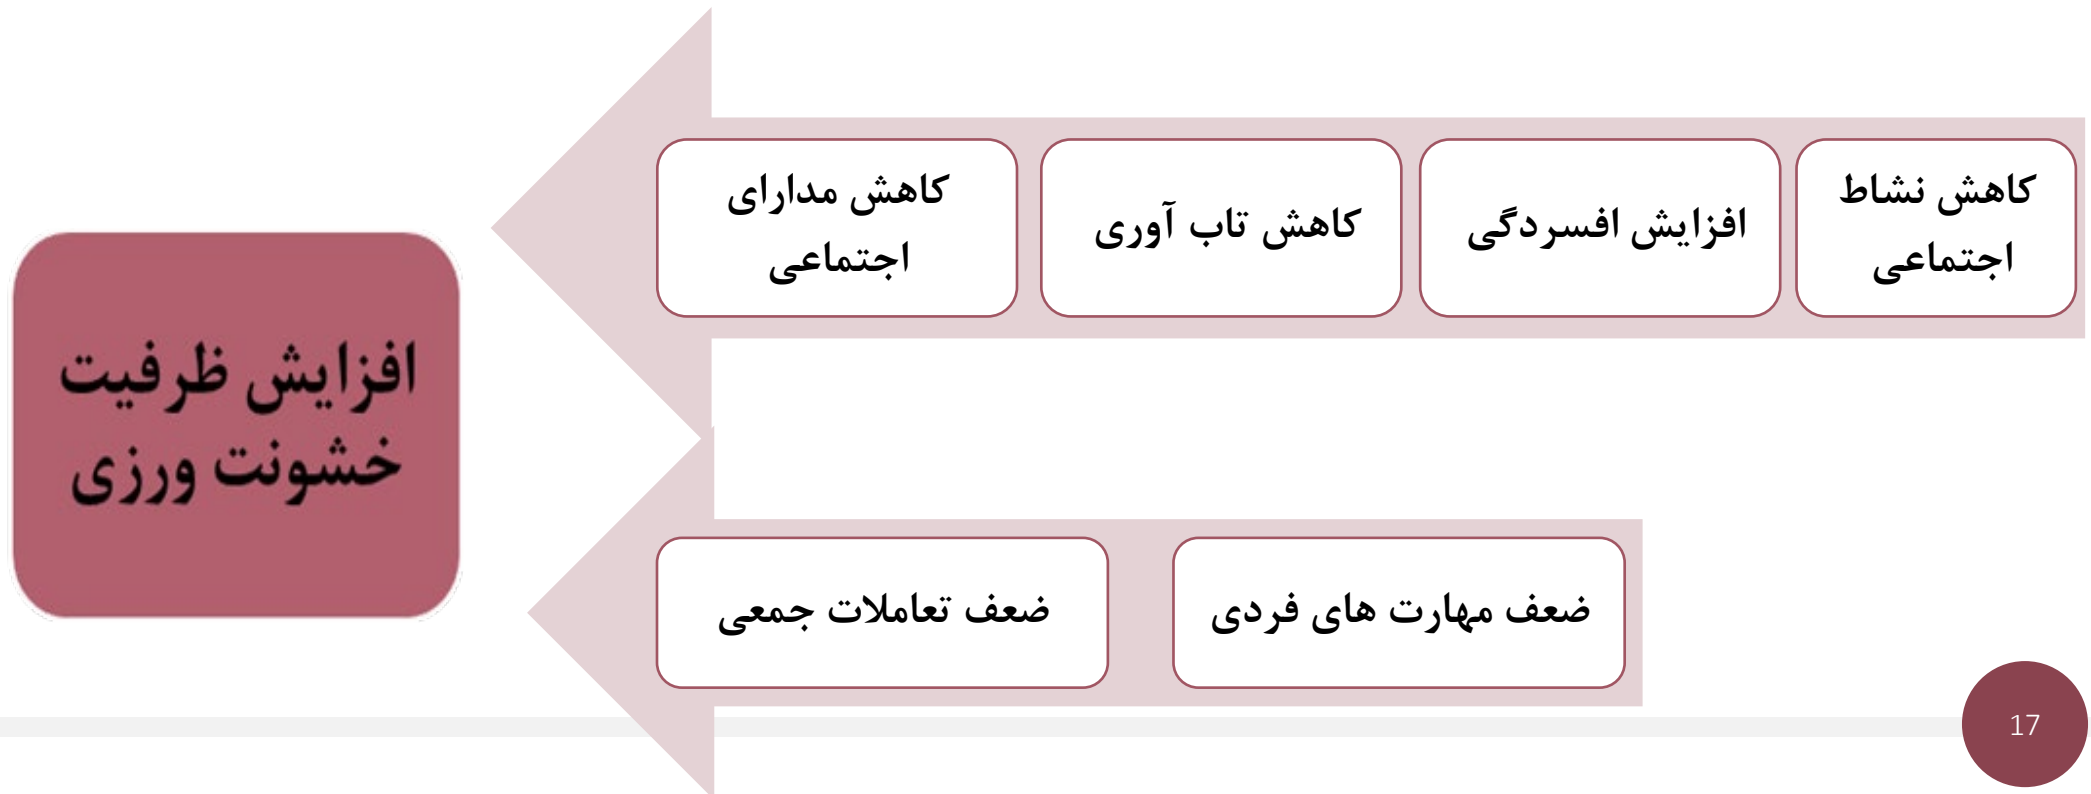 کاهش نشاط
اجتماعی
افزایش افسردگی
کاهش تاب آوری
کاهش مدارای
اجتماعی
افزایش ظرفیت
خشونت ورزی
ضعف مهارت های فردی
ضعف تعاملات جمعی
17